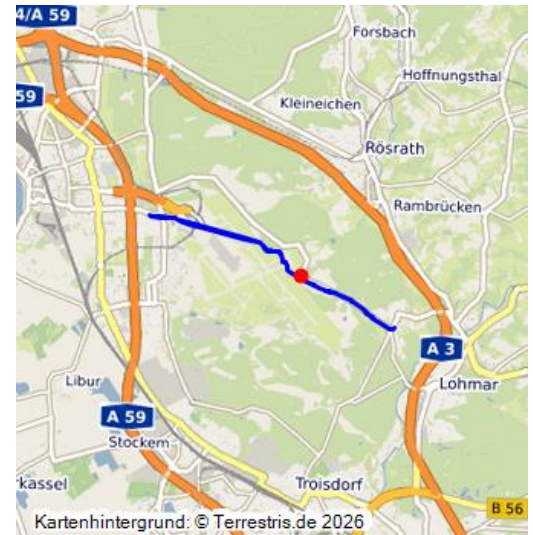 4/A 59
Forsbach
Hoffnungsthal
59
Kleineichen
Rösrath
Rambrücken
A 3
Libur
Lohmar
A 59
Stockem
rkassel
Troisdorf
B 56
Kartenhintergrund: © Terrestris.de 2026